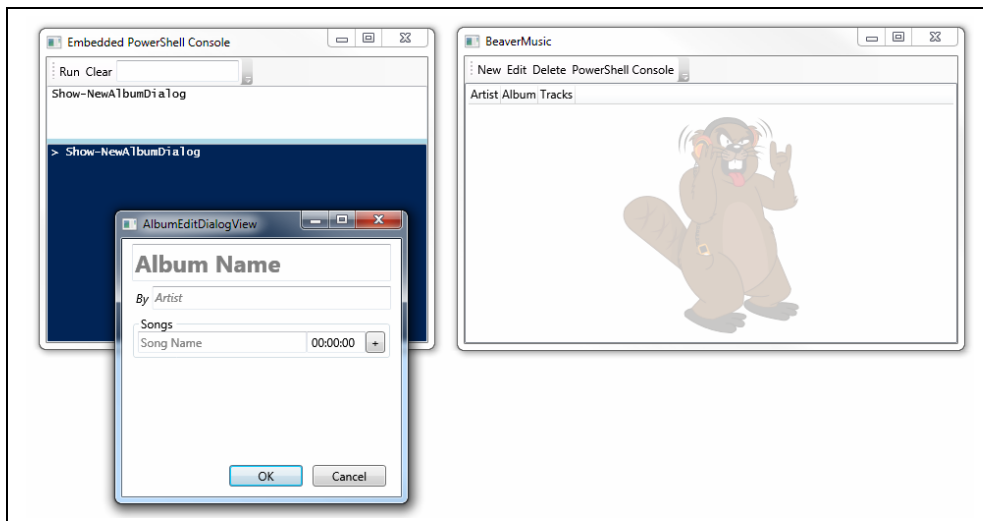 Embedded PowerShell Console
Run Clear
Show-NewAlbumDialog
> Show-NewAlbumDialog
AlbumEditDialogView
Album Name
By Artist
Songs
Song Name 00:00:00 +
OK Cancel
BeaverMusic
New Edit Delete PowerShell Console
Artist Album Tracks